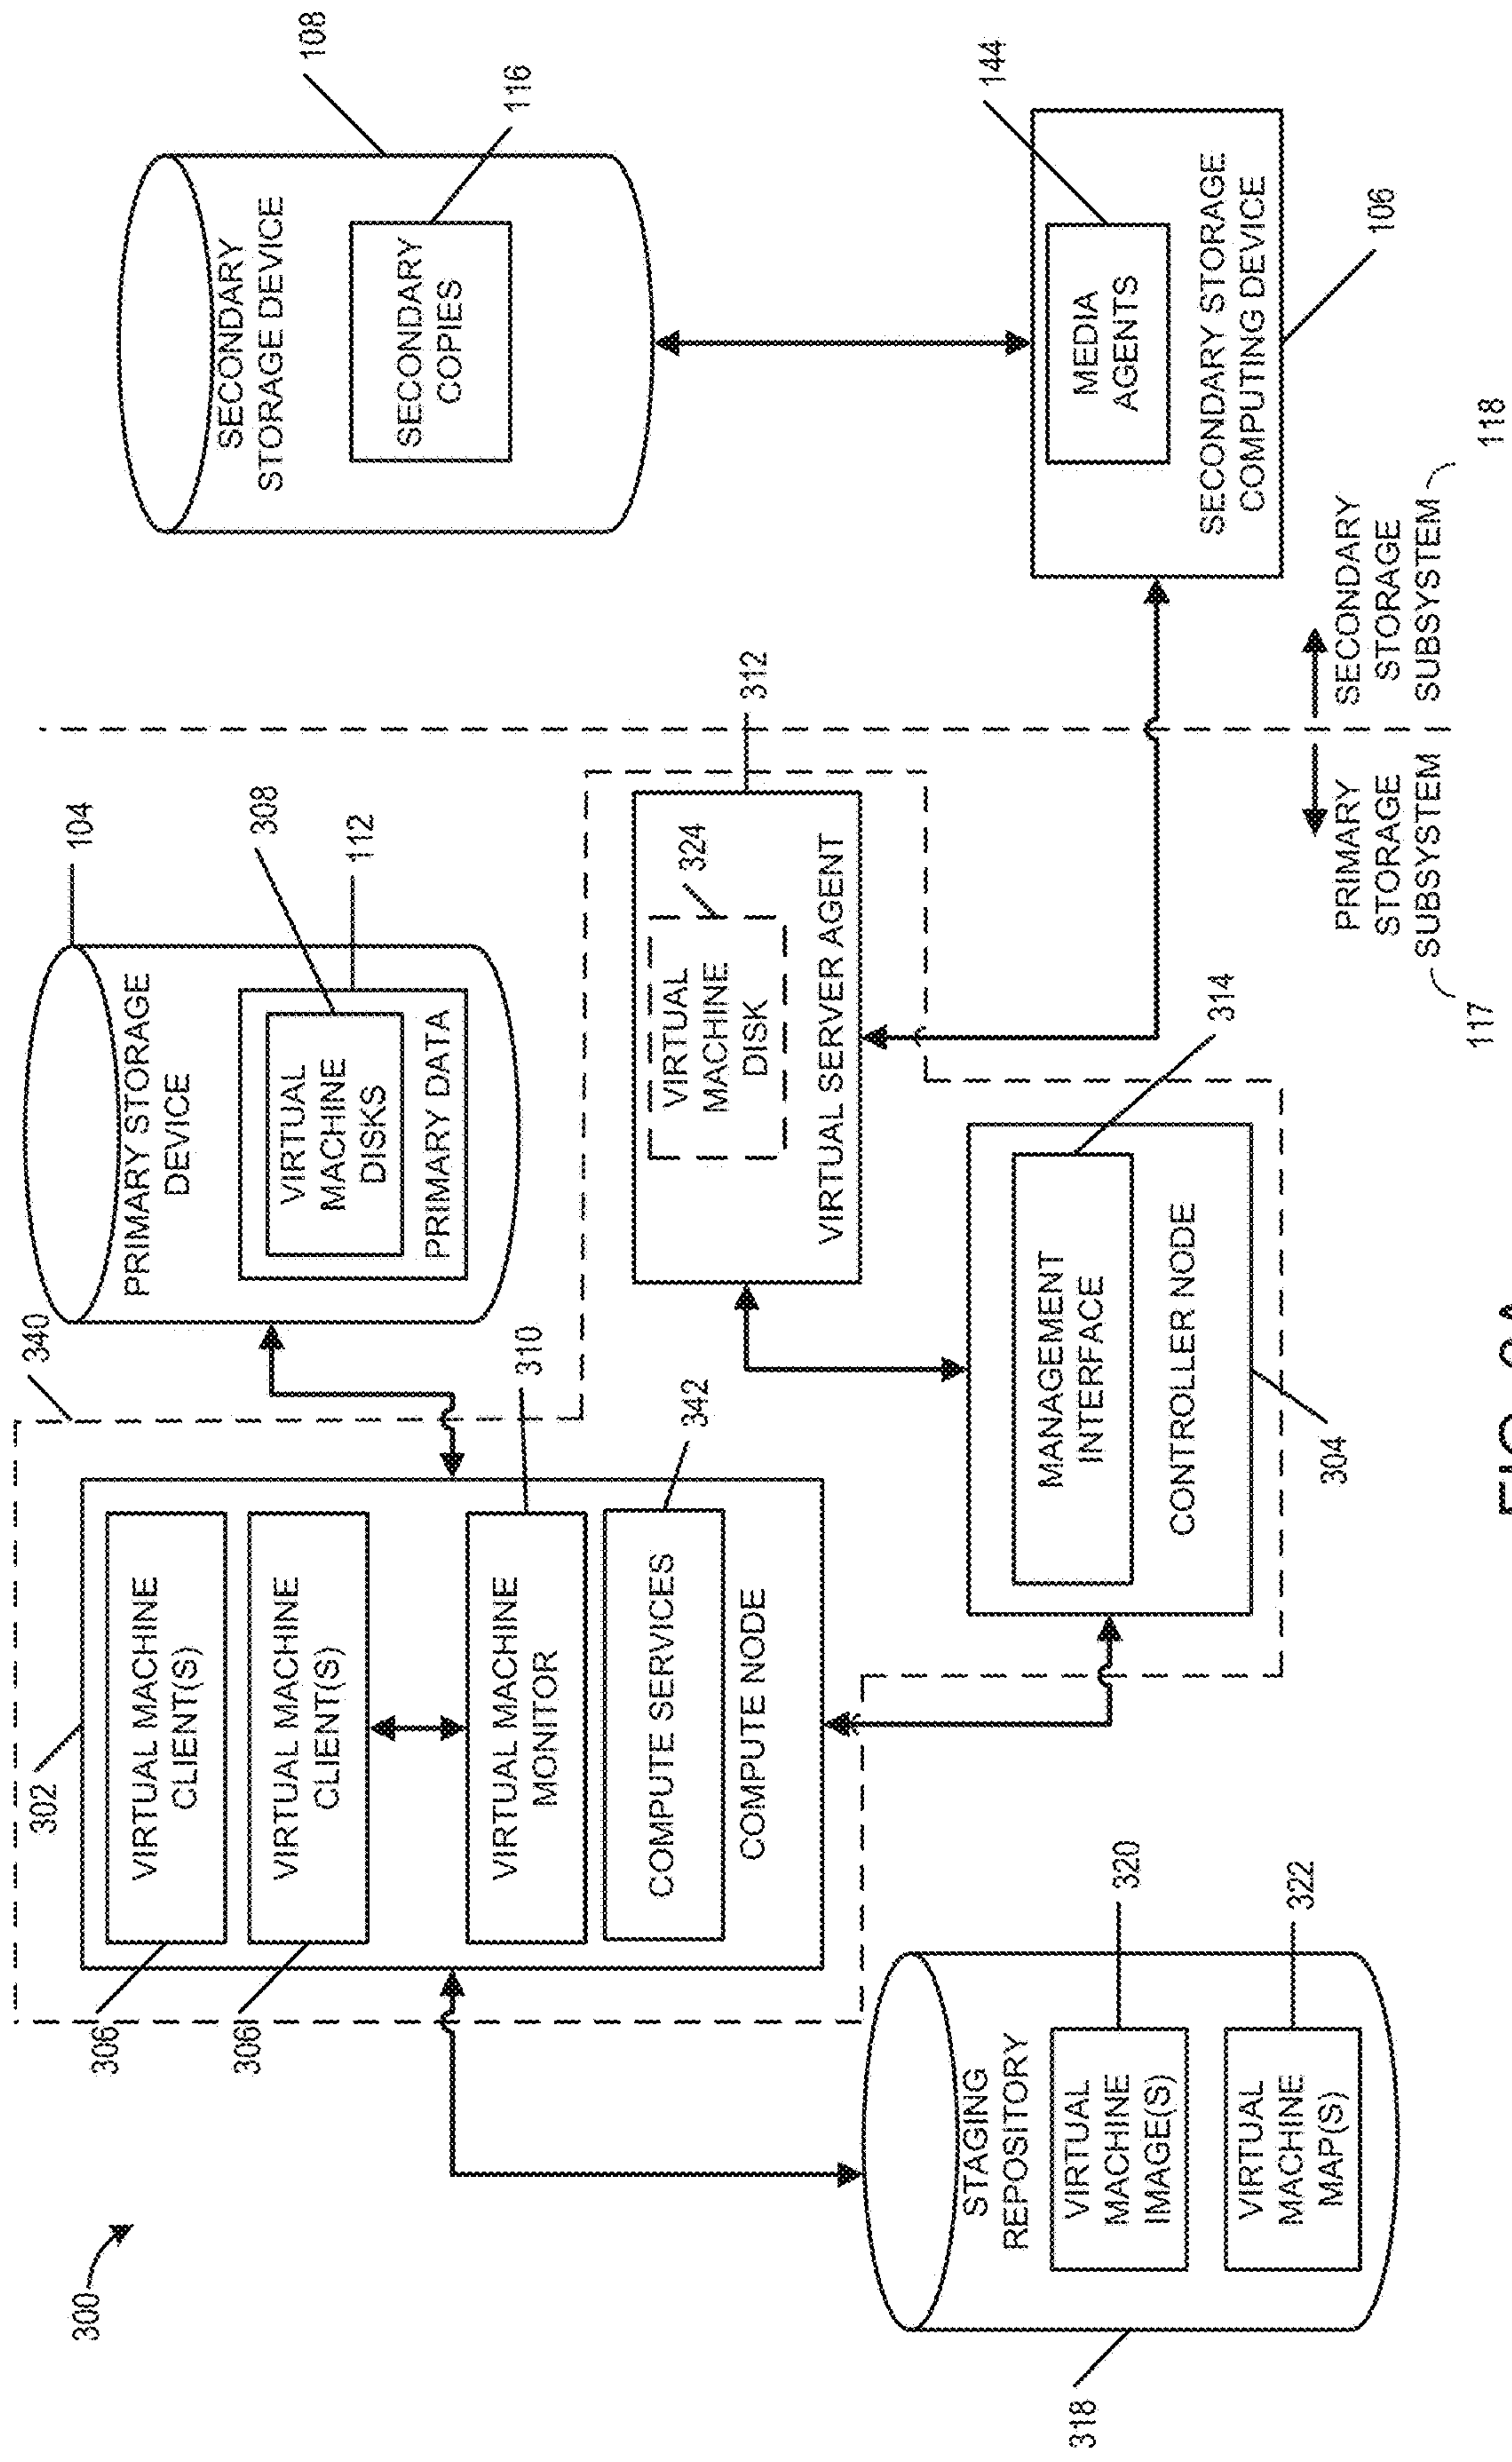 300
340
302
306
VIRTUAL MACHINE
CLIENT(S)
306
VIRTUAL MACHINE
CLIENT(S)
VIRTUAL MACHINE
MONITOR
310
COMPUTE SERVICES
342
COMPUTE NODE
104
PRIMARY STORAGE
DEVICE
VIRTUAL
MACHINE
DISKS
308
PRIMARY DATA
112
108
SECONDARY
STORAGE DEVICE
SECONDARY
COPIES
116
312
VIRTUAL
MACHINE
DISK
324
VIRTUAL SERVER AGENT
318
STAGING
REPOSITORY
VIRTUAL
MACHINE
IMAGE(S)
320
VIRTUAL
MACHINE
MAP(S)
322
MANAGEMENT
INTERFACE
314
CONTROLLER NODE
304
MEDIA
AGENTS
144
SECONDARY STORAGE
COMPUTING DEVICE
106
PRIMARY
STORAGE
SUBSYSTEM
117
SECONDARY
STORAGE
SUBSYSTEM
118